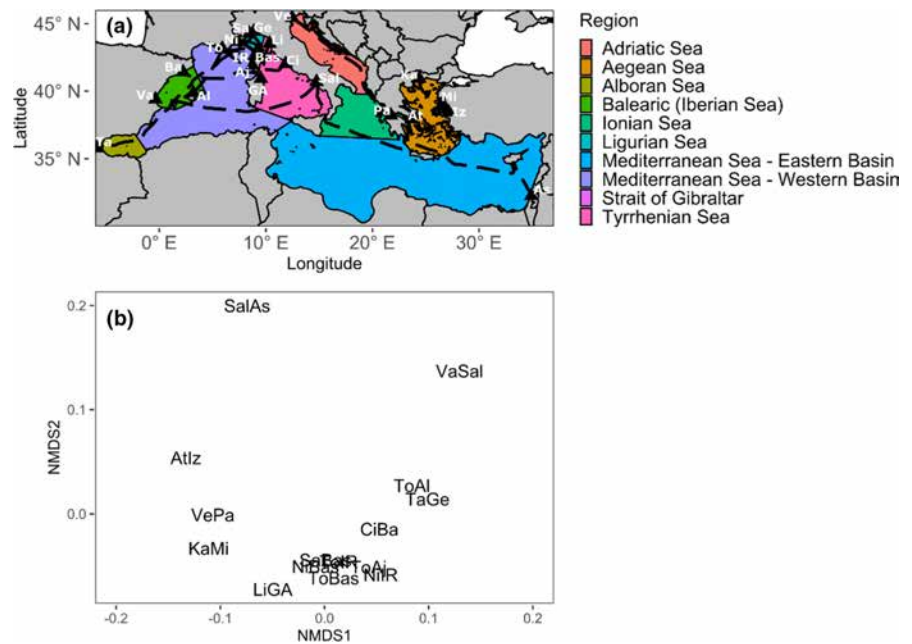 (a)
Latitude
45° N
40° N
35° N
Ve
Sa Ge
Ni Li
To
IR Bas Ci
Ba Aj Sal Ka
GA
Va Al Pa Mi
At Iz
Ta
As
0° E 10° E 20° E 30° E
Longitude
Region
Adriatic Sea
Aegean Sea
Alboran Sea
Balearic (Iberian Sea)
Ionian Sea
Ligurian Sea
Mediterranean Sea - Eastern Basin
Mediterranean Sea - Western Basin
Strait of Gibraltar
Tyrrhenian Sea
(b)
NMDS2
0.2
0.1
0.0
SalAs
VaSal
AtIz
ToAl
TaGe
VePa
CiBa
KaMi
SaBas
NiBas ToAj
ToBas NiIR
LiGA
-0.2 -0.1 0.0 0.1 0.2
NMDS1